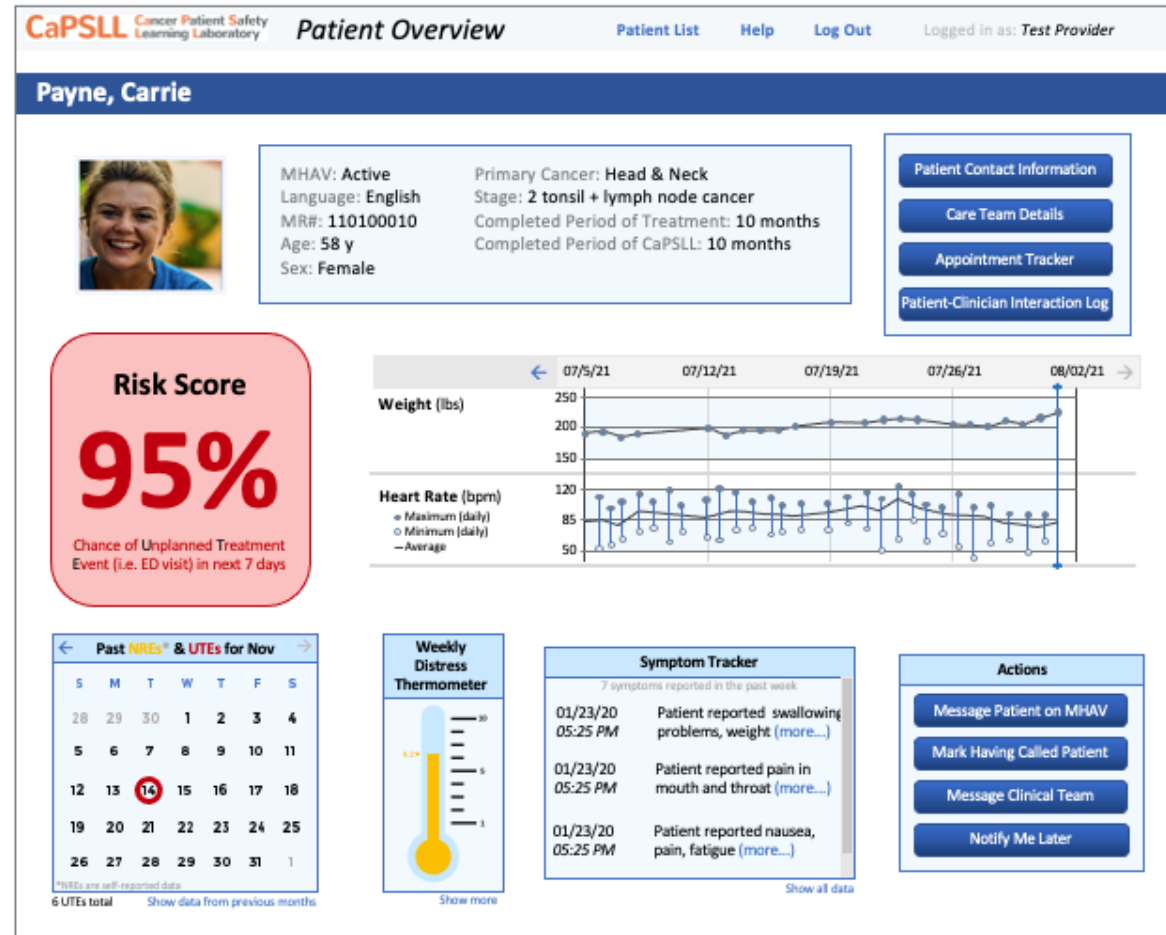 CaPSLL Cancer Patient Safety
Learning Laboratory
Patient Overview
Patient List Help Log Out Logged in as: Test Provider
Payne, Carrie
MHAV: Active
Language: English
MR#: 110100010
Age: 58 y
Sex: Female
Primary Cancer: Head & Neck
Stage: 2 tonsil + lymph node cancer
Completed Period of Treatment: 10 months
Completed Period of CaPSLL: 10 months
Patient Contact Information
Care Team Details
Appointment Tracker
Patient-Clinician Interaction Log
Risk Score
95%
Chance of Unplanned Treatment
Event (i.e. ED visit) in next 7 days
← 07/5/21 07/12/21 07/19/21 07/26/21 08/02/21 →
Weight (lbs)
250
200
150
Heart Rate (bpm)
Maximum (daily)
Minimum (daily)
Average
120
85
50
← Past NREs* & UTEs for Nov →
S M T W T F S
28 29 30 1 2 3 4
5 6 7 8 9 10 11
12 13 14 15 16 17 18
19 20 21 22 23 24 25
26 27 28 29 30 31 1
*NREs are self-reported data
6 UTEs total Show data from previous months
Weekly
Distress
Thermometer
10
5
1
Show more
Symptom Tracker
7 symptoms reported in the past week
01/23/20 Patient reported swallowing
05:25 PM problems, weight (more...)
01/23/20 Patient reported pain in
05:25 PM mouth and throat (more...)
01/23/20 Patient reported nausea,
05:25 PM pain, fatigue (more...)
Show all data
Actions
Message Patient on MHAV
Mark Having Called Patient
Message Clinical Team
Notify Me Later